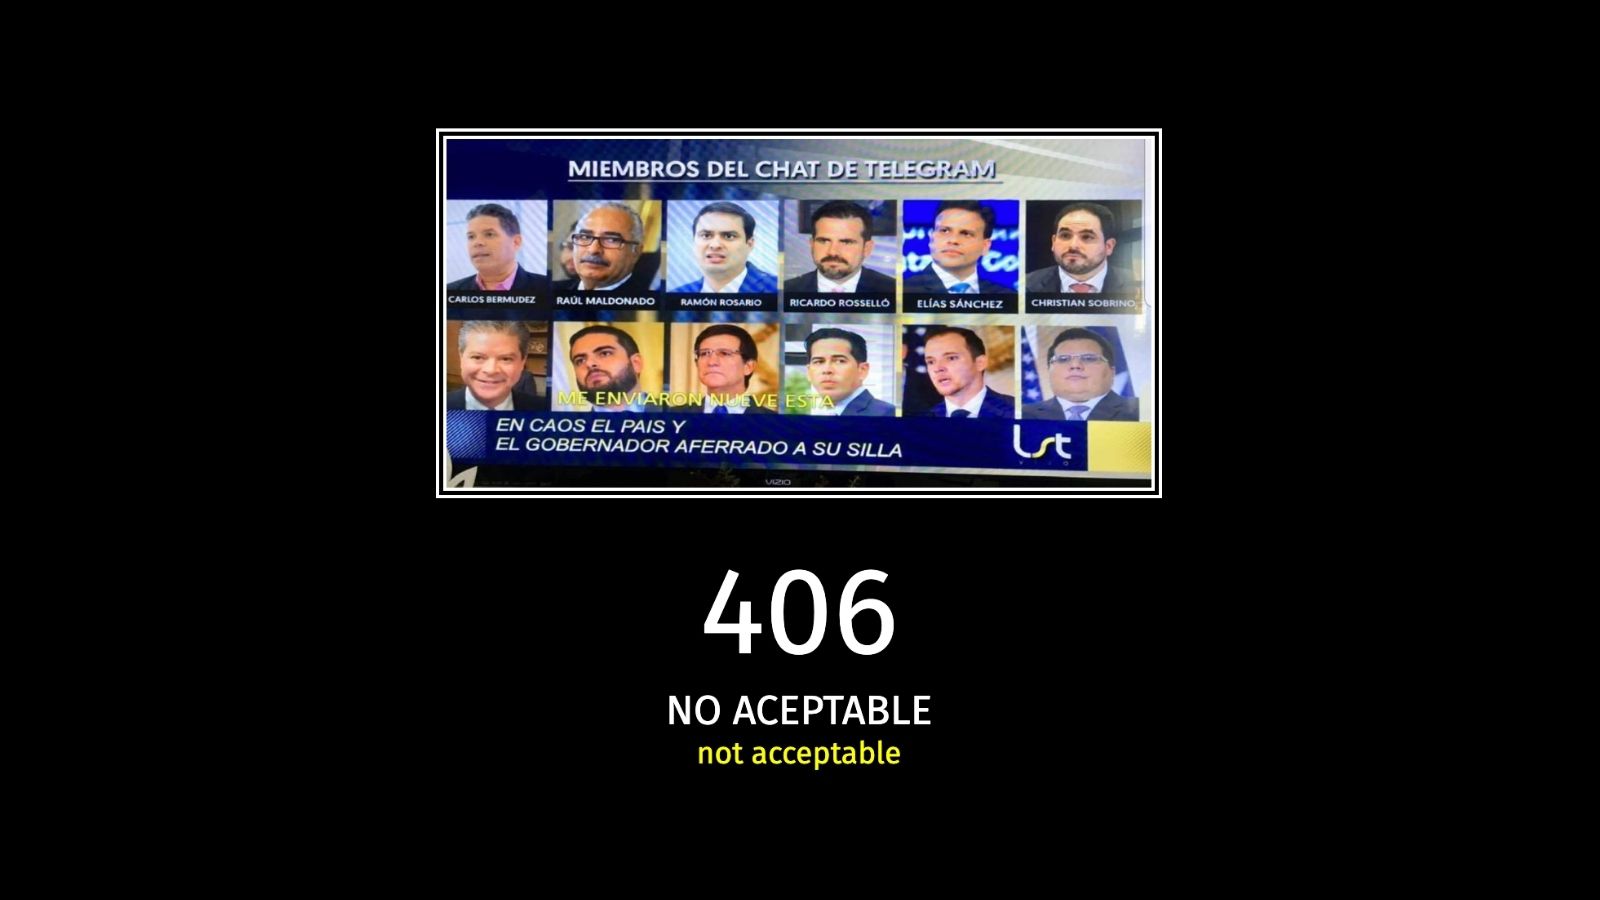 MIEMBROS DEL CHAT DE TELEGRAM
CARLOS BERMUDEZ
RAÚL MALDONADO
RAMÓN ROSARIO
RICARDO ROSSELLÓ
ELÍAS SÁNCHEZ
CHRISTIAN SOBRINO
ME ENVIARON NUEVE ESTA
EN CAOS EL PAIS Y
EL GOBERNADOR AFERRADO A SU SILLA
lst
VIZIO
406
NO ACEPTABLE
not acceptable